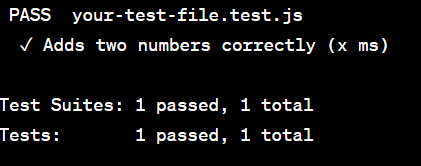 PASS  your-test-file.test.js
✓ Adds two numbers correctly (x ms)
Test Suites: 1 passed, 1 total
Tests:       1 passed, 1 total